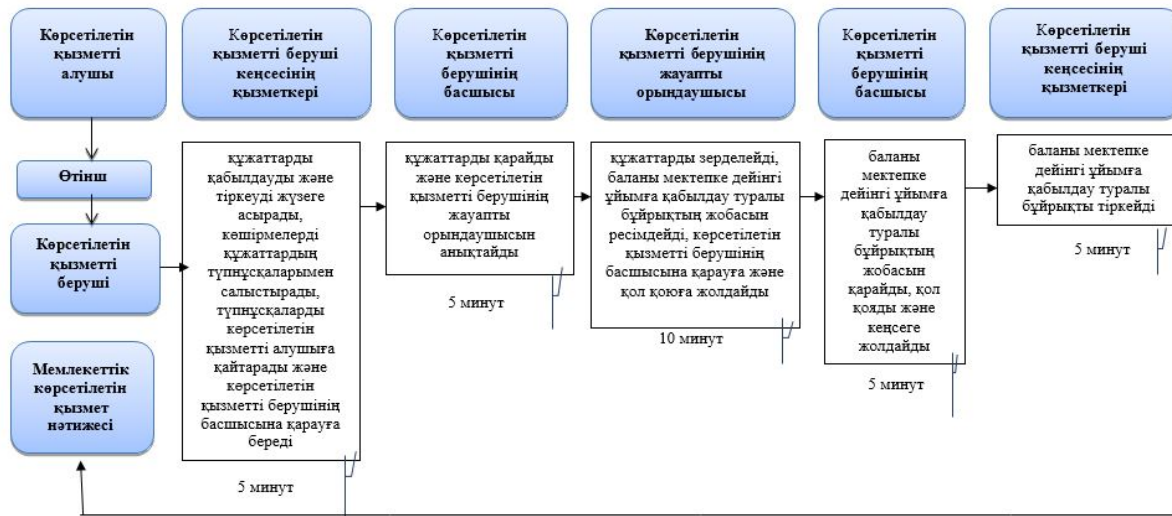 Көрсетілетін
қызметті
алушы
Көрсетілетін
қызметті беруші
кеңсесінің
қызметкері
Көрсетілетін
қызметті
берушінің
басшысы
Көрсетілетін
қызметті берушінің
жауапты
орындаушысы
Көрсетілетін
қызметті
берушінің
басшысы
Көрсетілетін
қызметті беруші
кеңсесінің
қызметкері
Өтінш
Көрсетілетін
қызметті
беруші
Мемлекеттік
көрсетілетін
қызмет
нәтижесі
құжаттарды
қабылдауды және
тіркеуді жүзеге
асырады,
көшірмелерді
құжаттардың
түпнұсқаларымен
салыстырады,
түпнұсқаларды
көрсетілетін
қызметті алушыға
қайтарады және
көрсетілетін
қызметті берушінің
басшысына қарауға
береді
5 минут
құжаттарды қарайды
және көрсетілетін
қызметті берушінің
жауапты
орындаушысын
анықтайды
5 минут
құжаттарды зерделейді,
баланы мектепке дейінгі
ұйымға қабылдау туралы
бұйрықтың жобасын
ресімдейді, көрсетілетін
қызметті берушінің
басшысына қарауға және
қол қоюға жолдайды
10 минут
баланы
мектепке
дейінгі ұйымға
қабылдау
туралы
бұйрықтың
жобасын
қарайды, қол
қояды және
кеңсеге
жолдайды
5 минут
баланы мектепке
дейінгі ұйымға
қабылдау туралы
бұйрықты тіркейді
5 минут